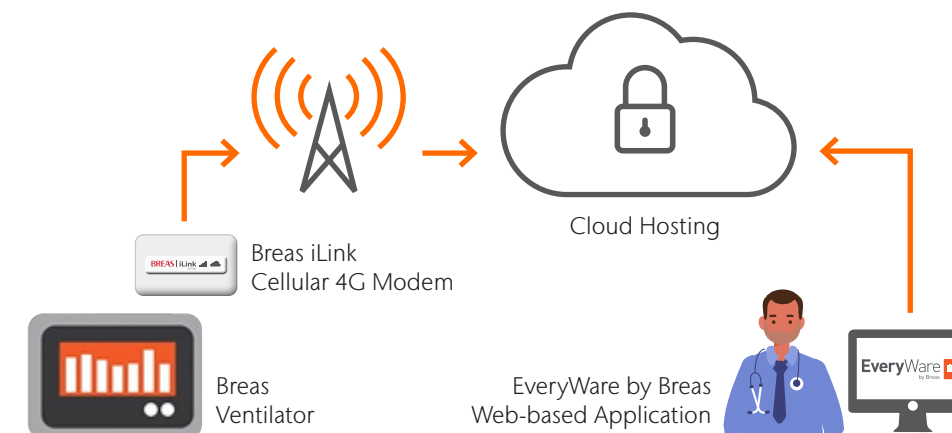 Cloud Hosting
BREAS iLink
Breas iLink
Cellular 4G Modem
Breas
Ventilator
EveryWare by Breas
Web-based Application
EveryWare
by Breas